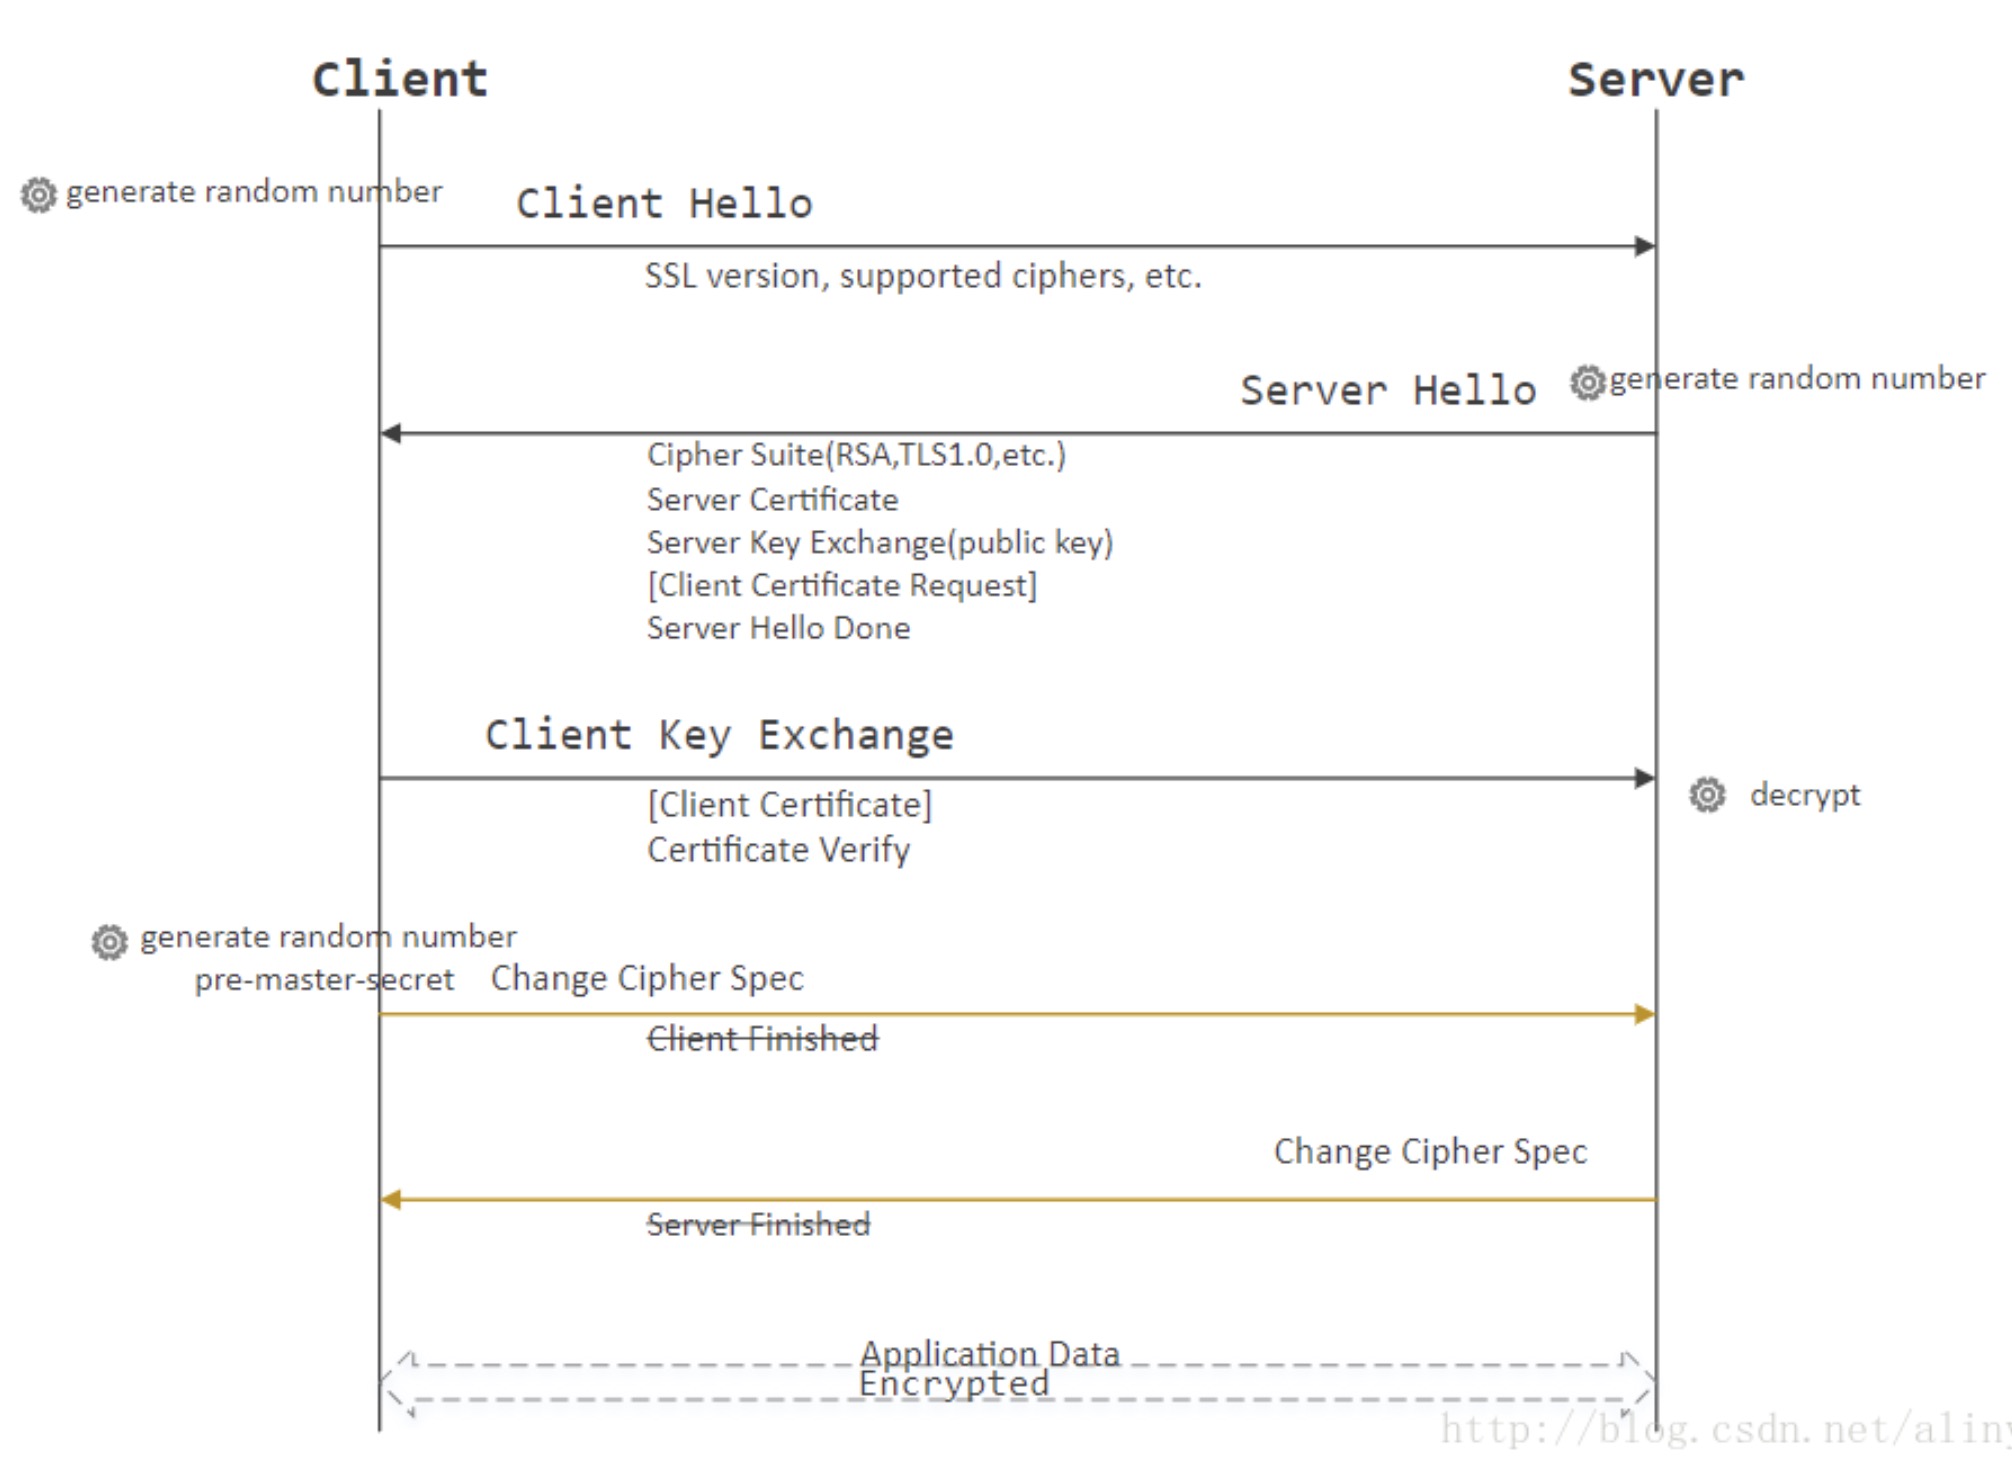 Client
Server
generate random number
Client Hello
SSL version, supported ciphers, etc.
Server Hello
generate random number
Cipher Suite(RSA,TLS1.0,etc.)
Server Certificate
Server Key Exchange(public key)
[Client Certificate Request]
Server Hello Done
Client Key Exchange
[Client Certificate]
decrypt
Certificate Verify
generate random number
pre-master-secret
Change Cipher Spec
Client Finished
Change Cipher Spec
Server Finished
Application Data
Encrypted
http://blog.csdn.net/aliny